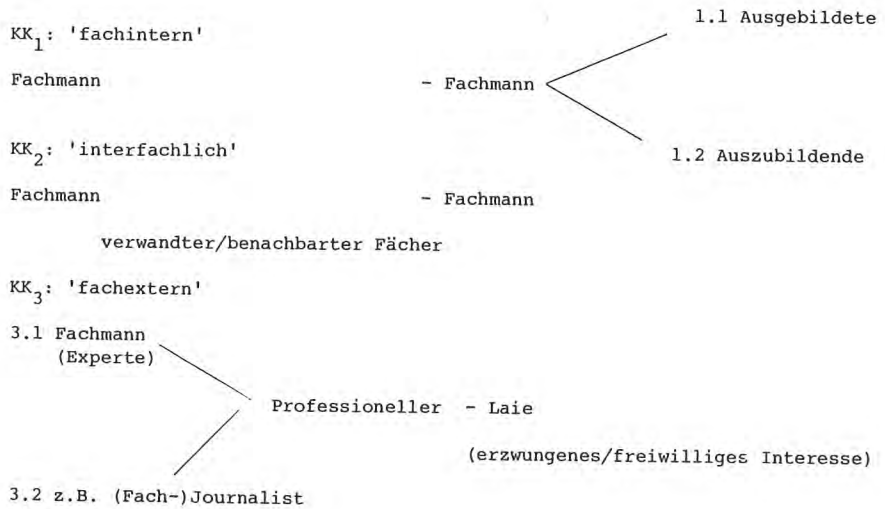 1.1 Ausgebildete
KK₁: 'fachintern'
Fachmann - Fachmann
1.2 Auszubildende
KK₂: 'interfachlich'
Fachmann - Fachmann
verwandter/benachbarter Fächer
KK₃: 'fachextern'
3.1 Fachmann
(Experte)
Professioneller - Laie
(erzwungenes/freiwilliges Interesse)
3.2 z.B. (Fach-)Journalist